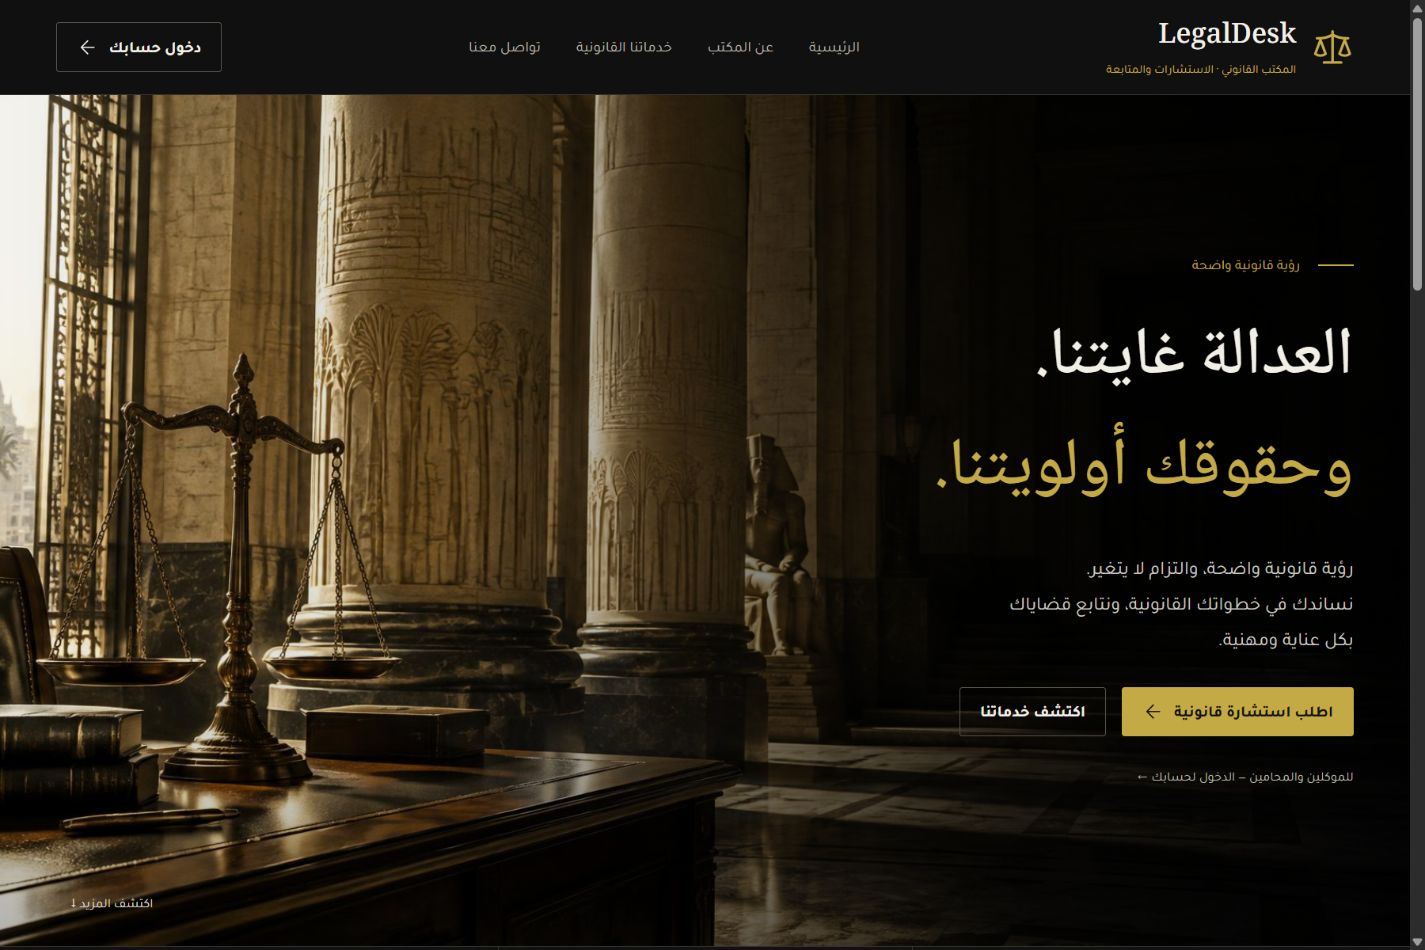 LegalDesk
المكتب القانوني · الاستشارات والمتابعة
الرئيسية
عن المكتب
خدماتنا القانونية
تواصل معنا
دخول حسابك ←
رؤية قانونية واضحة
العدالة غايتنا.
وحقوقك أولويتنا.
رؤية قانونية واضحة، والتزام لا يتغير.
نساندك في خطواتك القانونية، ونتابع قضاياك
بكل عناية ومهنية.
اطلب استشارة قانونية ←
اكتشف خدماتنا
للموكلين والمحامين — الدخول لحسابك ←
اكتشف المزيد ↓